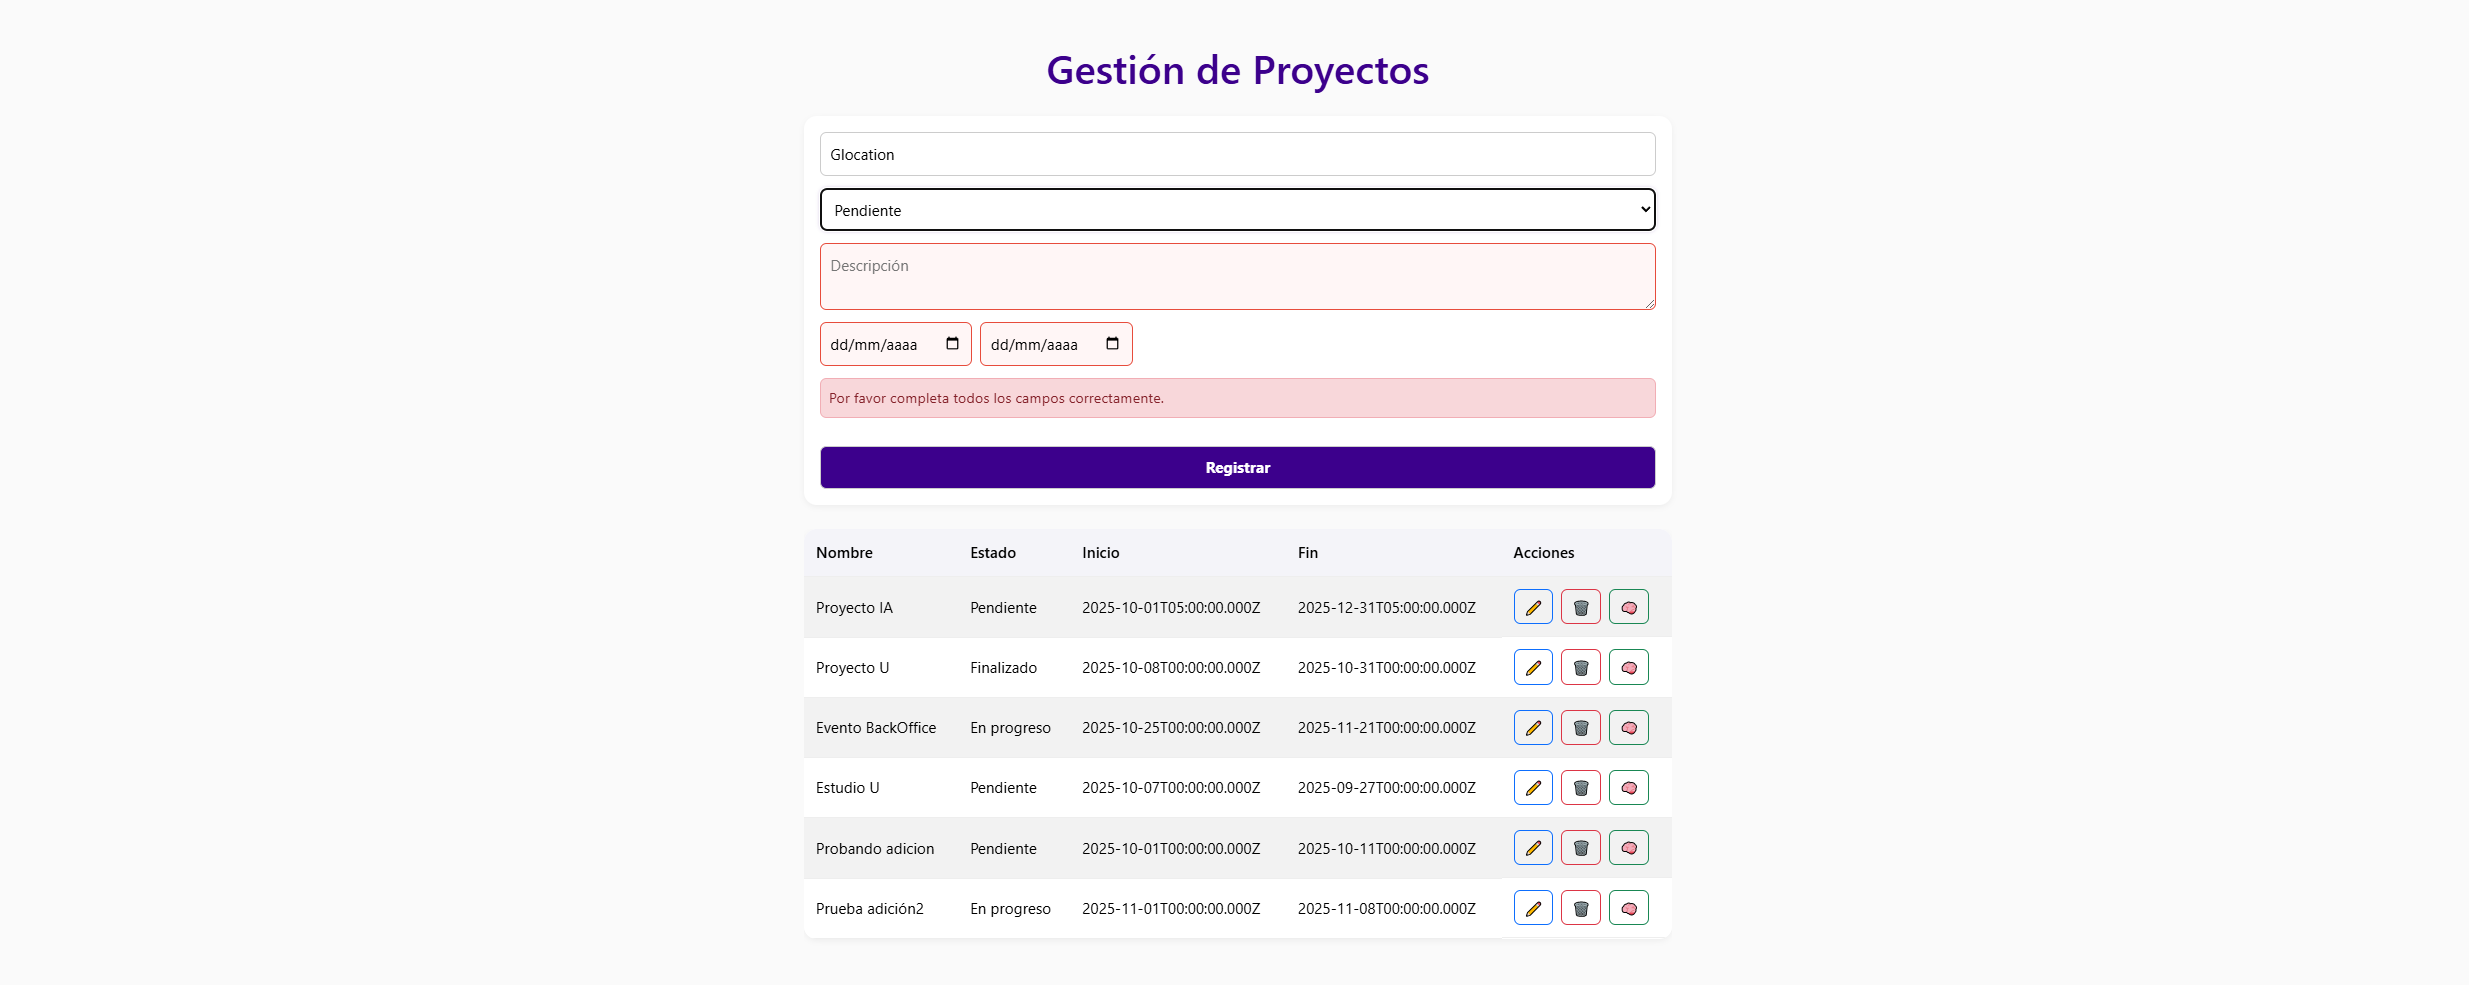 Gestión de Proyectos
Glocation
Pendiente
Descripción
dd/mm/aaaa dd/mm/aaaa
Por favor completa todos los campos correctamente.
Registrar
Nombre Estado Inicio Fin Acciones
Proyecto IA Pendiente 2025-10-01T05:00:00.000Z 2025-12-31T05:00:00.000Z
Proyecto U Finalizado 2025-10-08T00:00:00.000Z 2025-10-31T00:00:00.000Z
Evento BackOffice En progreso 2025-10-25T00:00:00.000Z 2025-11-21T00:00:00.000Z
Estudio U Pendiente 2025-10-07T00:00:00.000Z 2025-09-27T00:00:00.000Z
Probando adicion Pendiente 2025-10-01T00:00:00.000Z 2025-10-11T00:00:00.000Z
Prueba adición2 En progreso 2025-11-01T00:00:00.000Z 2025-11-08T00:00:00.000Z